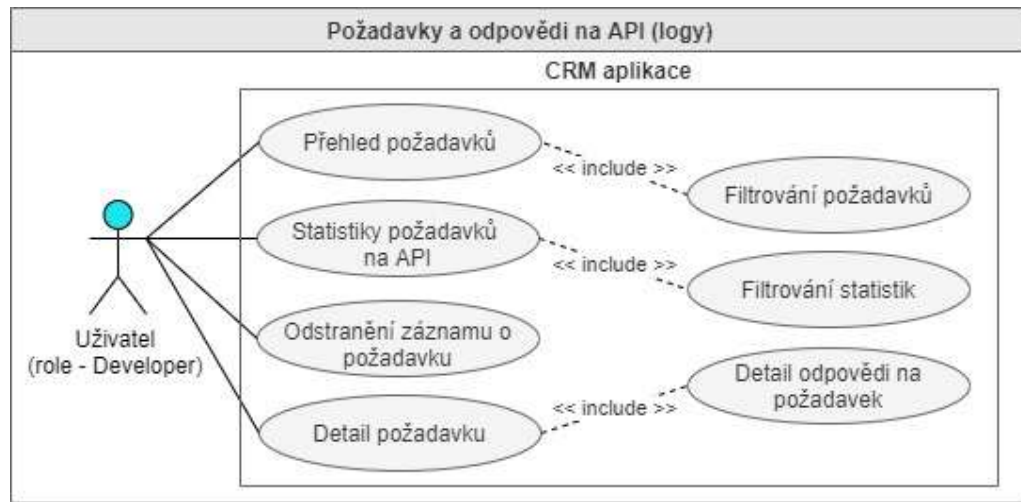 Požadavky a odpovědi na API (logy)
CRM aplikace
Přehled požadavků
<< include >>
Filtrování požadavků
Statistiky požadavků
na API
<< include >>
Filtrování statistik
Odstranění záznamu o
požadavku
Uživatel
(role - Developer)
Detail požadavku
<< include >>
Detail odpovědi na
požadavek